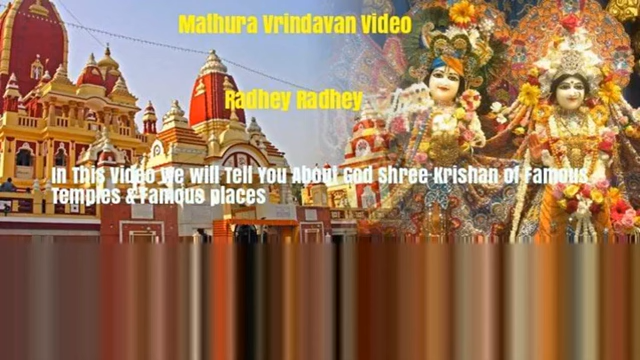 Mathura Vrindavan Video
Radhey Radhey
In This Video we will Tell You About God Shree Krishan of Famous
Temples & Famous places